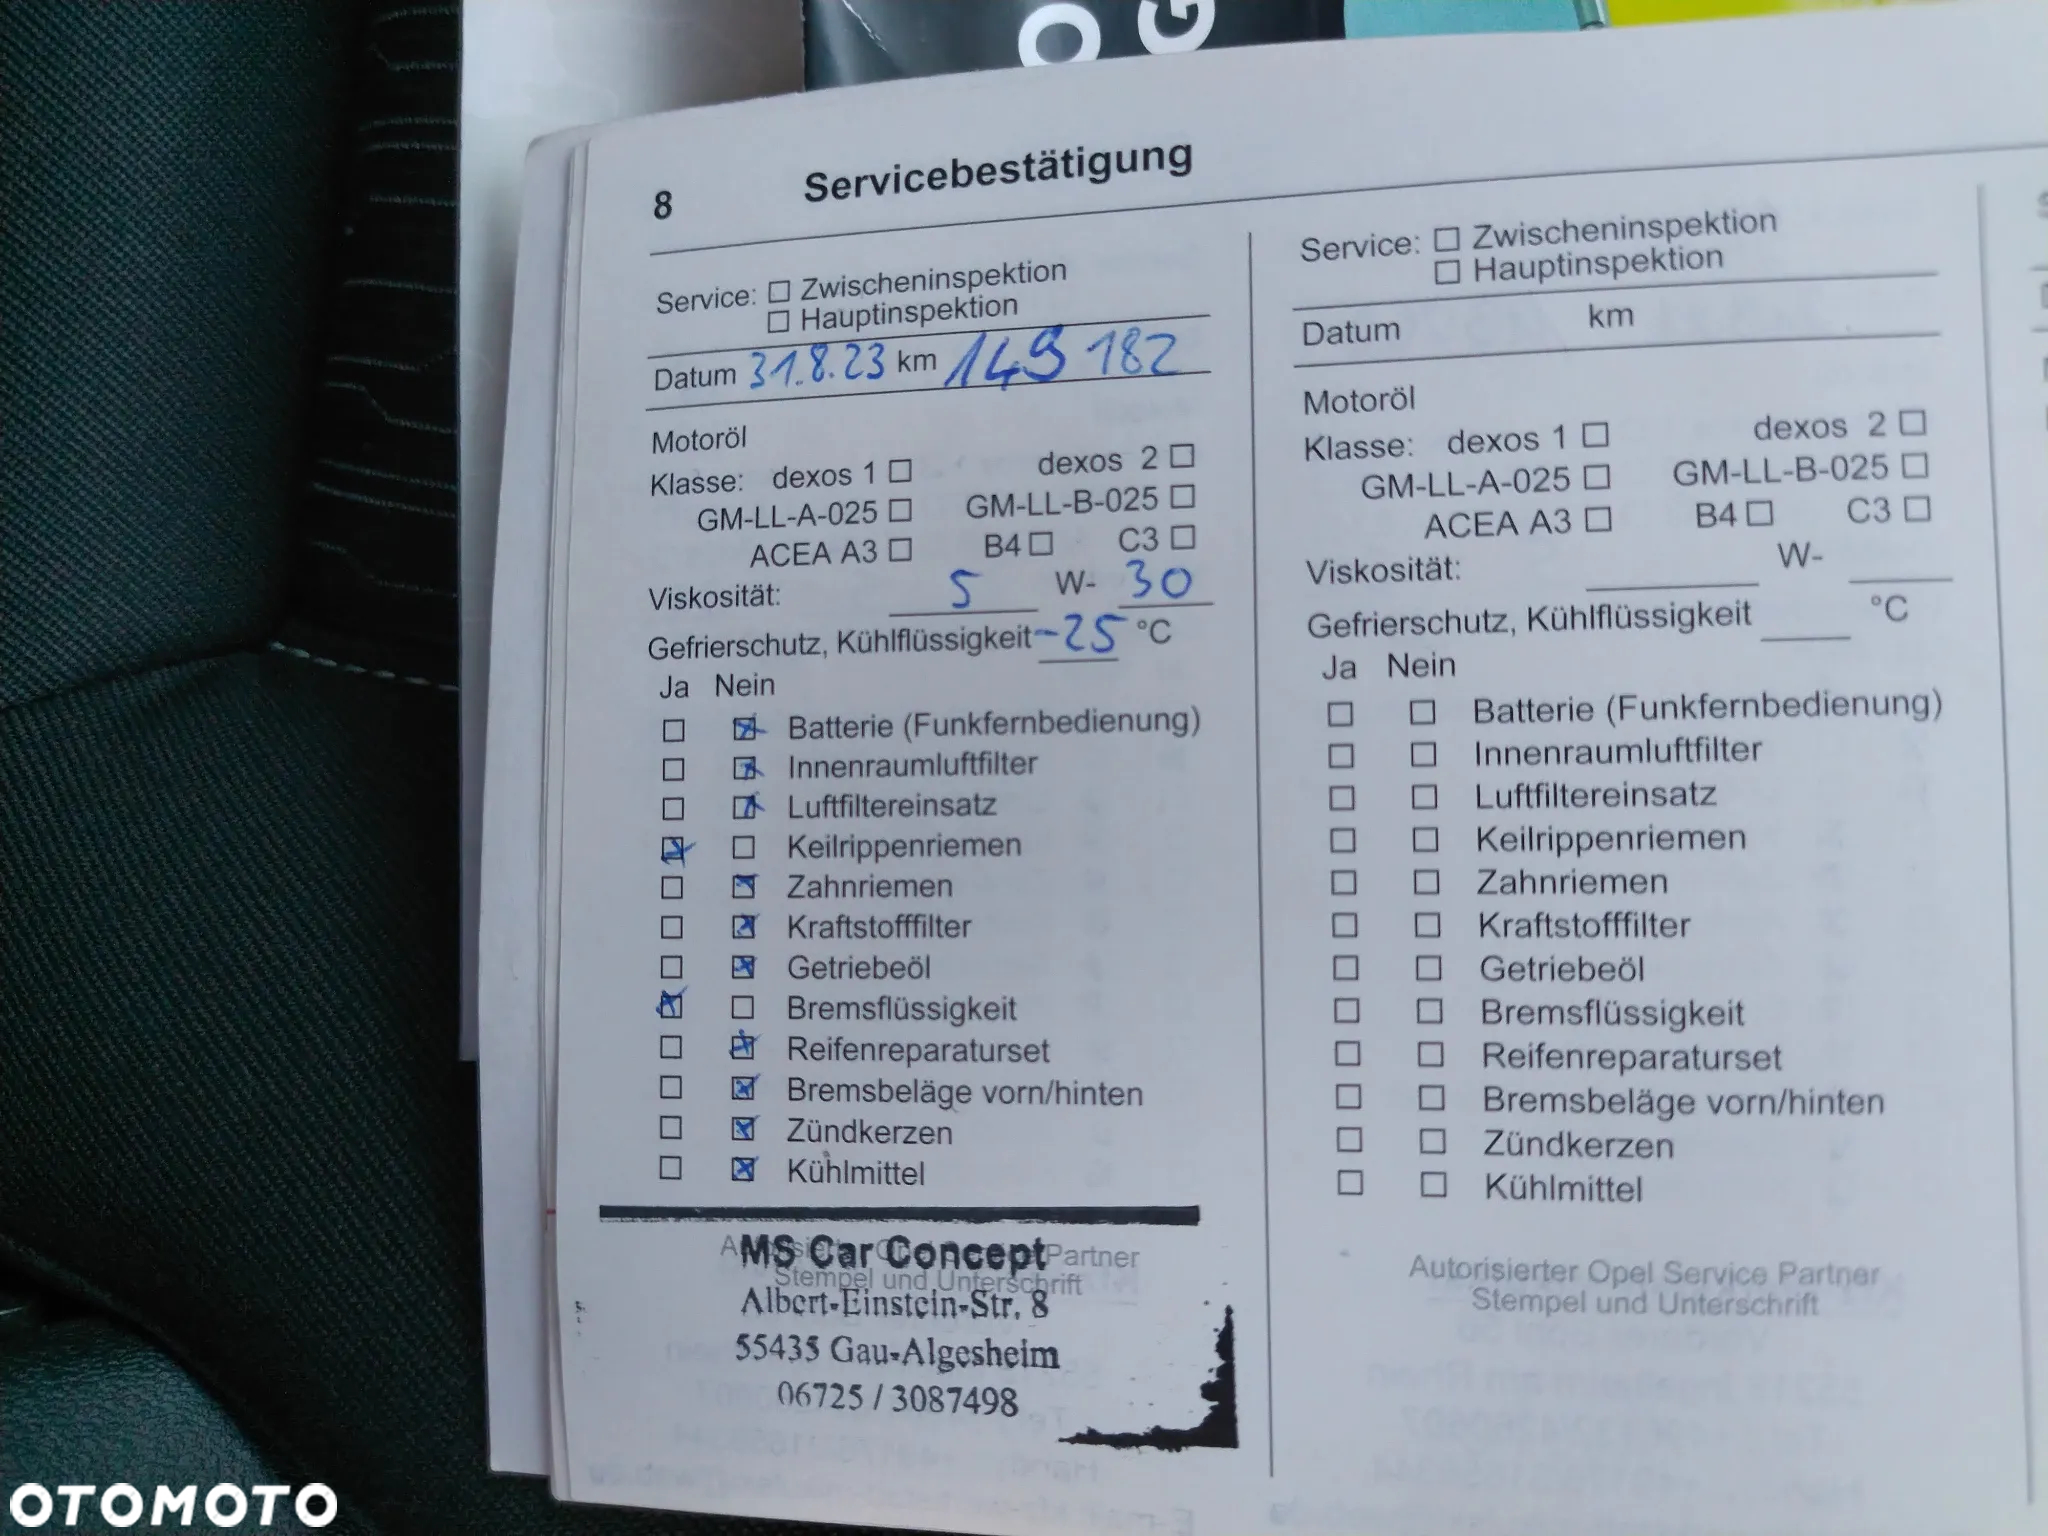 O G
8 Servicebestätigung
Service: ☐ Zwischeninspektion
☐ Hauptinspektion
Datum 31.8.23 km 149 182
Motoröl
Klasse: dexos 1 ☐ dexos 2 ☐
GM-LL-A-025 ☐ GM-LL-B-025 ☐
ACEA A3 ☐ B4 ☐ C3 ☐
Viskosität: 5 W- 30
Gefrierschutz, Kühlflüssigkeit -25 °C
Ja Nein
☐ ☒ Batterie (Funkfernbedienung)
☐ ☒ Innenraumluftfilter
☐ ☒ Luftfiltereinsatz
☒ ☐ Keilrippenriemen
☐ ☒ Zahnriemen
☐ ☒ Kraftstofffilter
☐ ☒ Getriebeöl
☒ ☐ Bremsflüssigkeit
☐ ☒ Reifenreparaturset
☐ ☒ Bremsbeläge vorn/hinten
☐ ☒ Zündkerzen
☐ ☒ Kühlmittel
Autorisierter Opel Service Partner
Stempel und Unterschrift
MS Car Concept
Albert-Einstein-Str. 8
55435 Gau-Algesheim
06725 / 3087498
Service: ☐ Zwischeninspektion
☐ Hauptinspektion
Datum km
Motoröl
Klasse: dexos 1 ☐ dexos 2 ☐
GM-LL-A-025 ☐ GM-LL-B-025 ☐
ACEA A3 ☐ B4 ☐ C3 ☐
Viskosität: W-
Gefrierschutz, Kühlflüssigkeit °C
Ja Nein
☐ ☐ Batterie (Funkfernbedienung)
☐ ☐ Innenraumluftfilter
☐ ☐ Luftfiltereinsatz
☐ ☐ Keilrippenriemen
☐ ☐ Zahnriemen
☐ ☐ Kraftstofffilter
☐ ☐ Getriebeöl
☐ ☐ Bremsflüssigkeit
☐ ☐ Reifenreparaturset
☐ ☐ Bremsbeläge vorn/hinten
☐ ☐ Zündkerzen
☐ ☐ Kühlmittel
Autorisierter Opel Service Partner
Stempel und Unterschrift
OTOMOTO